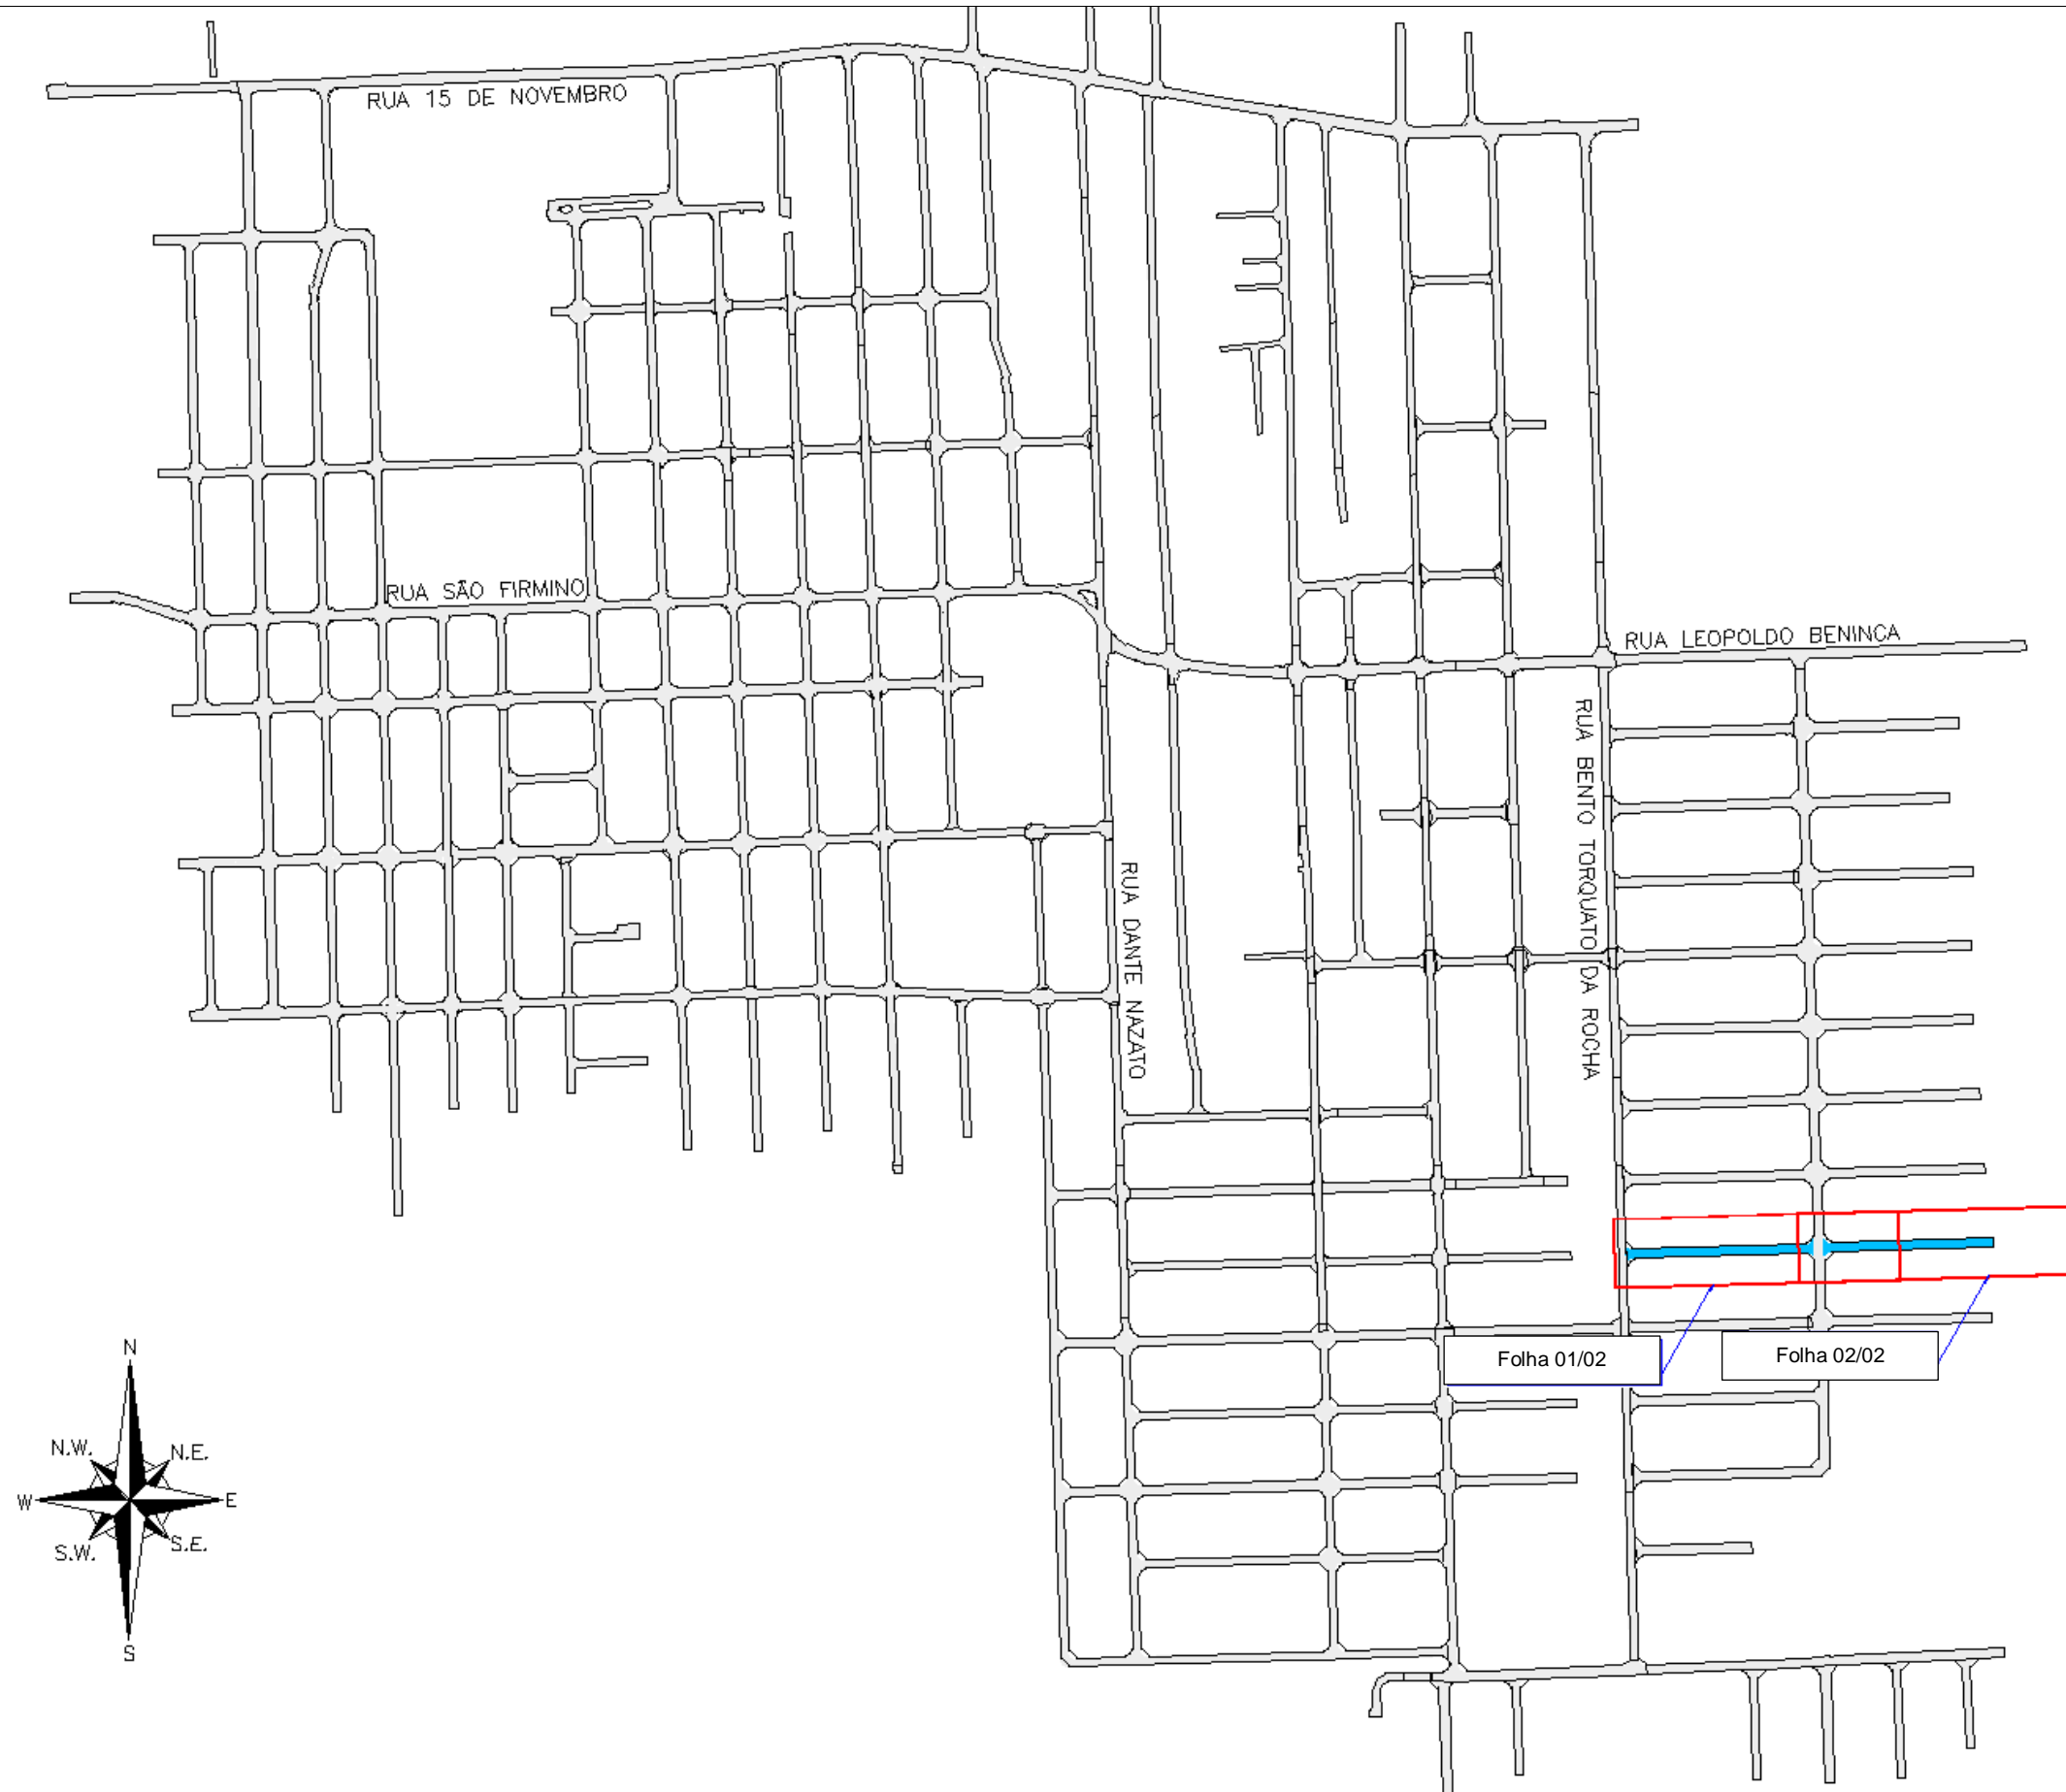 RUA 15 DE NOVEMBRO
RUA SÃO FIRMINO
RUA LEOPOLDO BENINCA
RUA BENTO TORQUATO DA ROCHA
RUA DANTE NAZATO
Folha 01/02
Folha 02/02
N
N.W.
N.E.
W
E
S.W.
S.E.
S